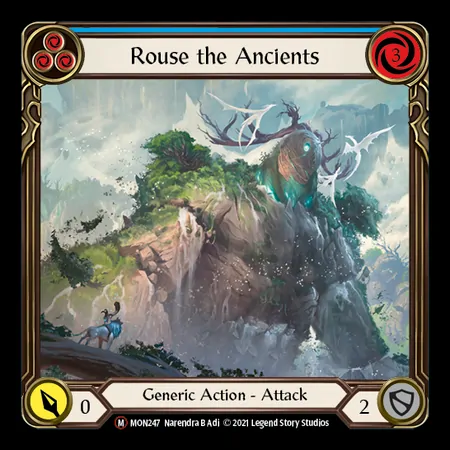 Rouse the Ancients
3
Generic Action - Attack
0
2
M MON247 Narendra B Adi © 2021 Legend Story Studios